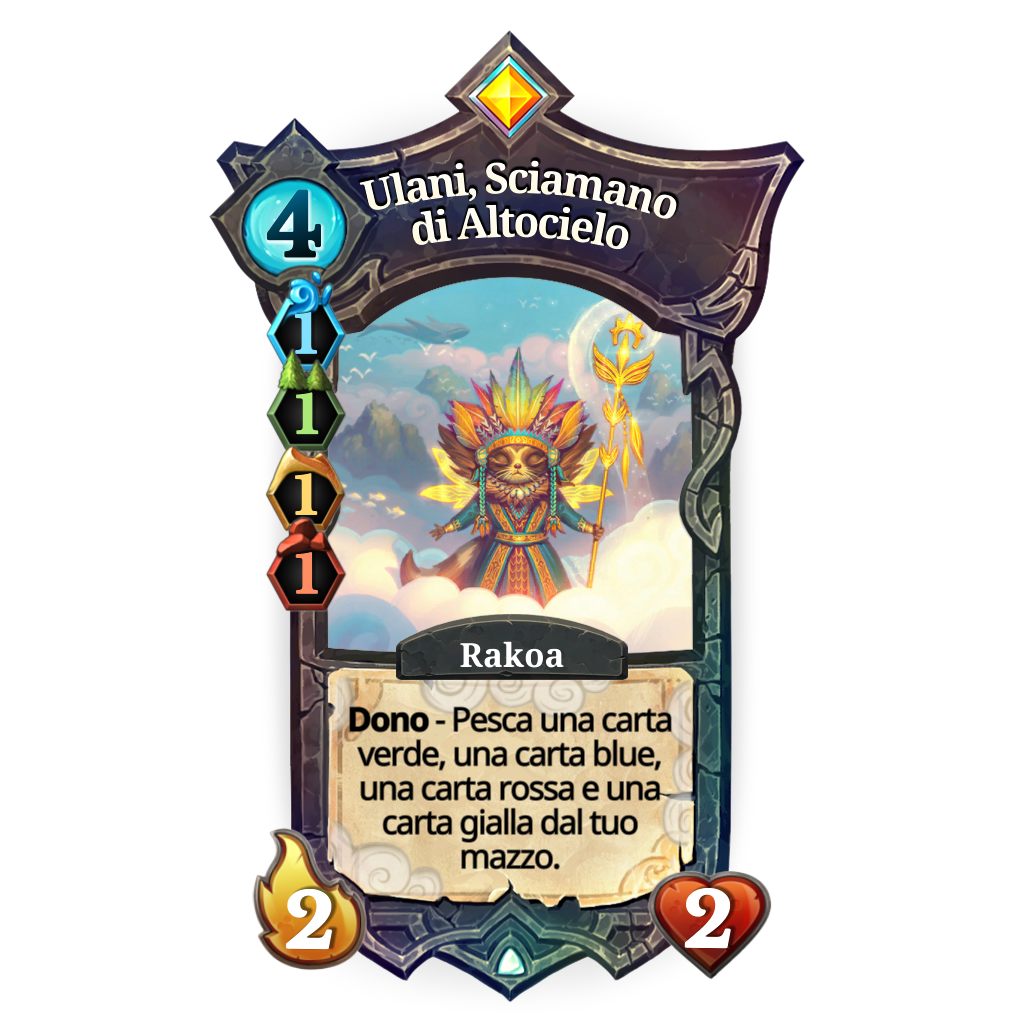 Ulani, Sciamano
di Altocielo
4
1
1
1
1
Rakoa
Dono - Pesca una carta
verde, una carta blue,
una carta rossa e una
carta gialla dal tuo
mazzo.
2
2